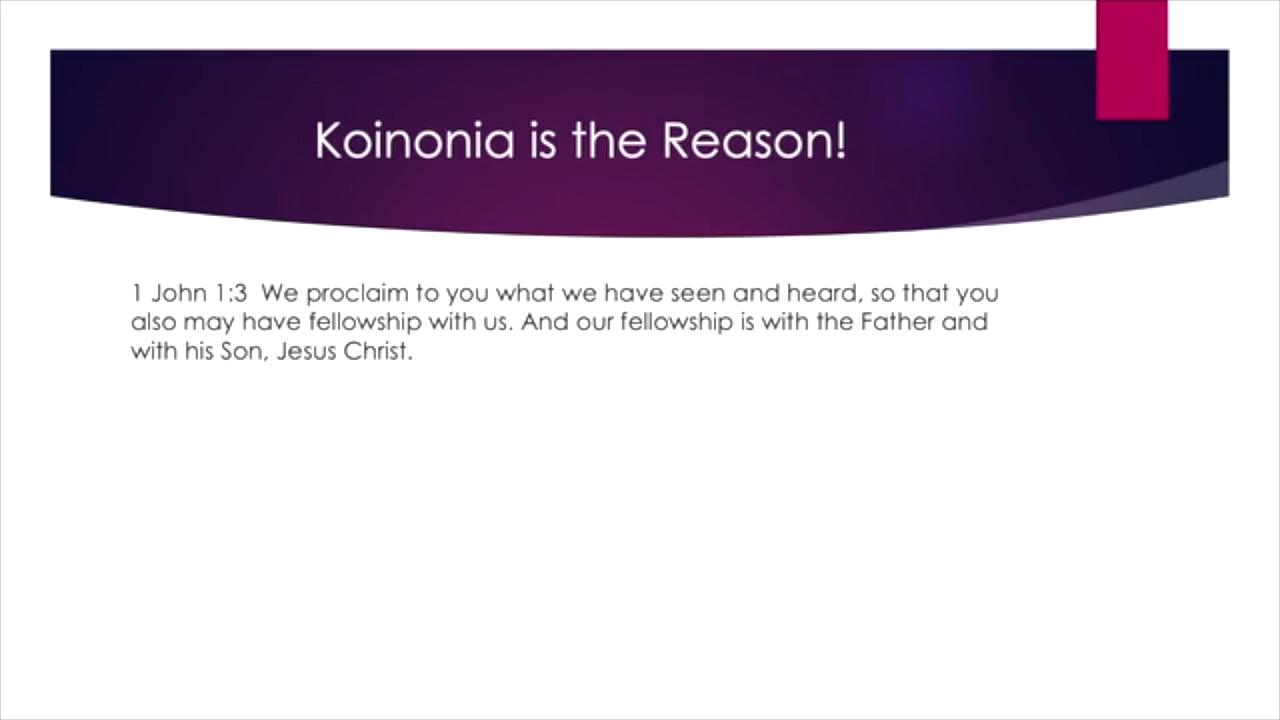 Koinonia is the Reason!
1 John 1:3  We proclaim to you what we have seen and heard, so that you
also may have fellowship with us. And our fellowship is with the Father and
with his Son, Jesus Christ.